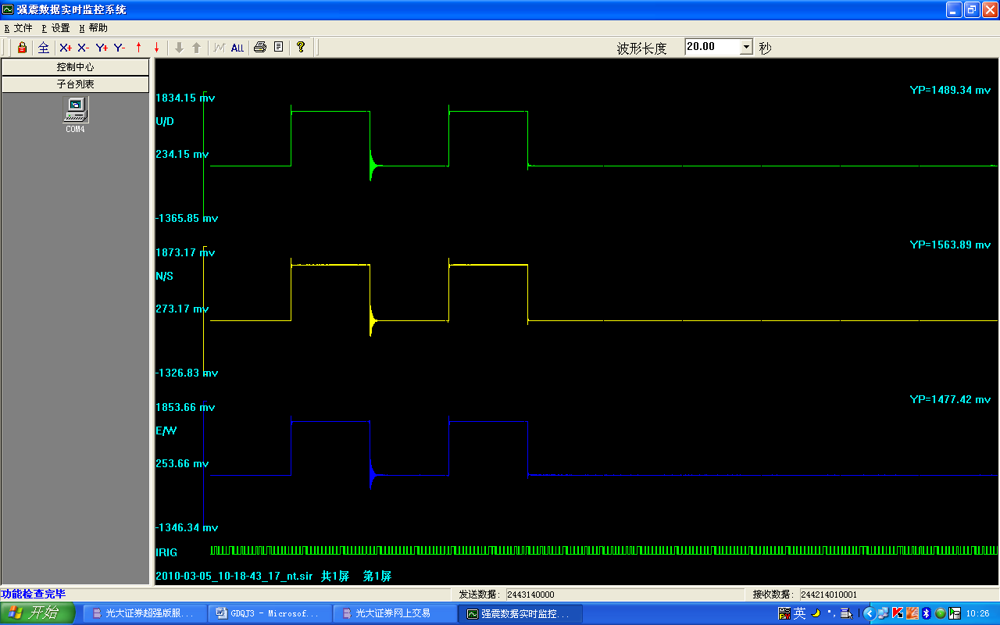 强震数据实时监控系统
R 文件 P 设置 H 帮助
全 X+ X- Y+ Y- ALL ? 波形长度 20.00 秒
控制中心
子台列表
COM4
1834.15 mv YP=1489.34 mv
U/D
234.15 mv
-1365.85 mv
1873.17 mv YP=1563.89 mv
N/S
273.17 mv
-1326.83 mv
1853.66 mv YP=1477.42 mv
E/W
253.66 mv
-1346.34 mv
IRIG
2010-03-05_10-18-43_17_nt.sir 共1屏 第1屏
功能检查完毕 发送数据: 2443140000 接收数据: 244214010001
开始 光大证券超强版服... GDQJ3 - Microsof... 光大证券网上交易 强震数据实时监控... 英 10:26